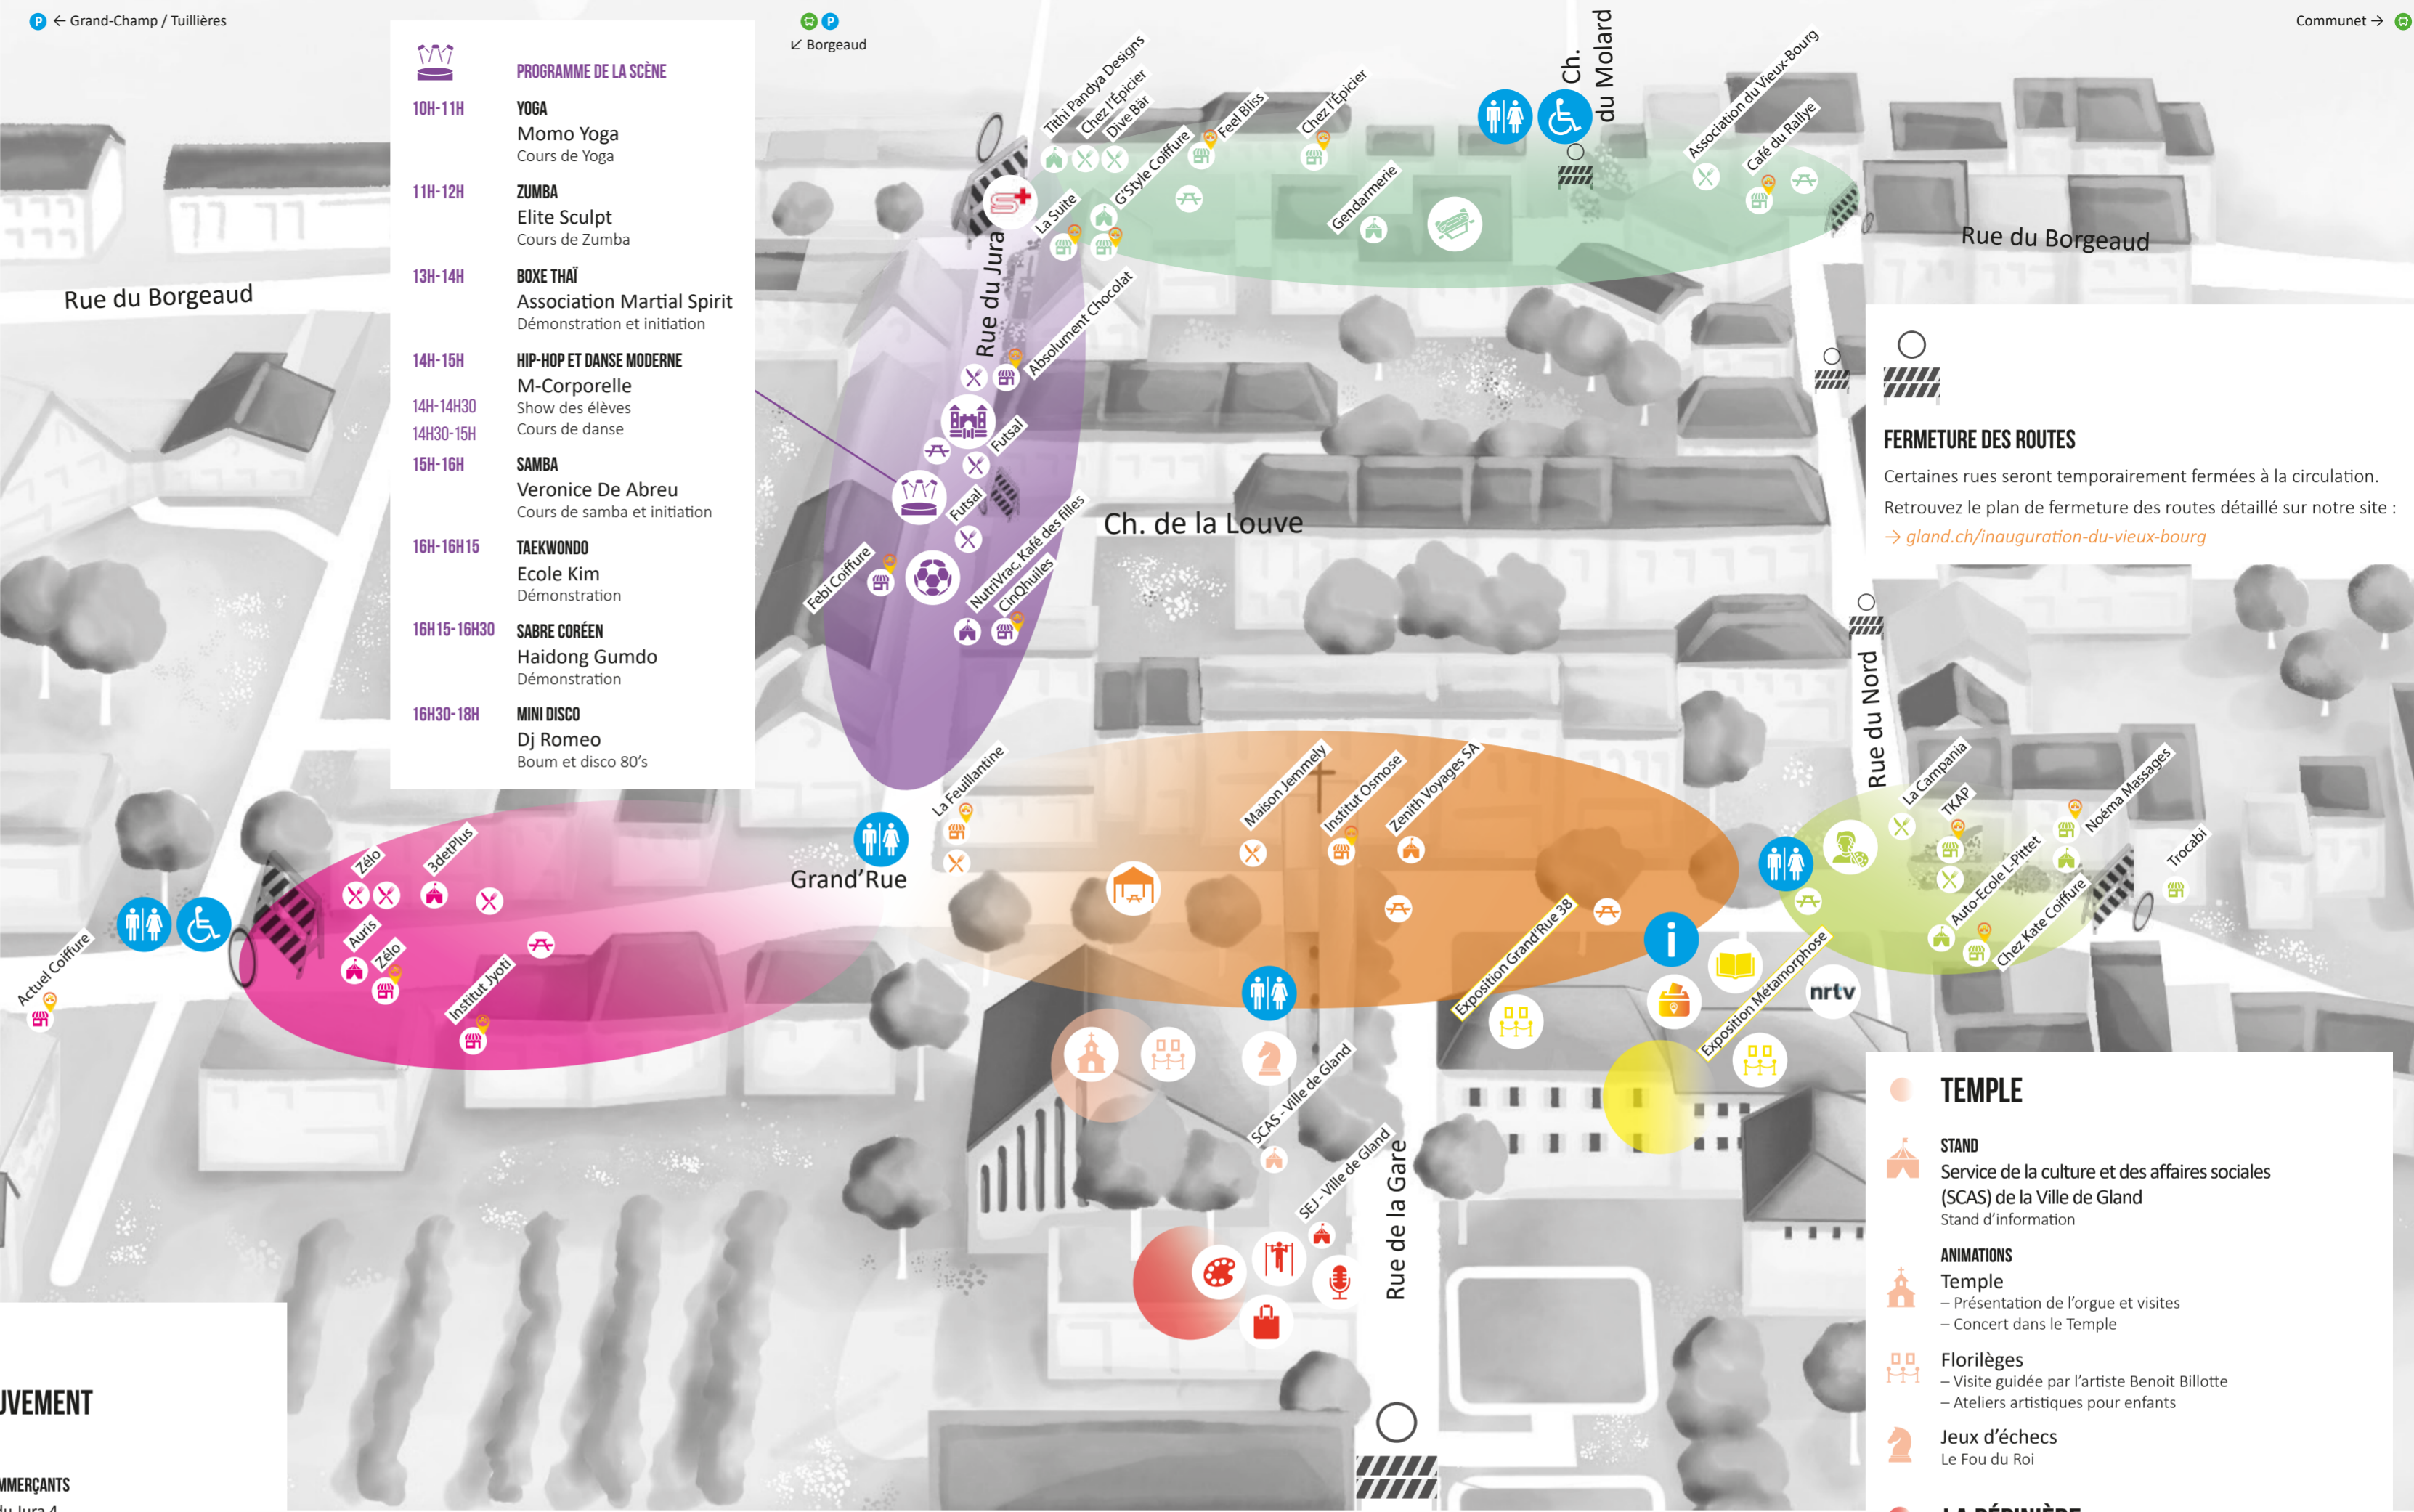 P ← Grand-Champ / Tuillières
P
↙ Borgeaud
Communet →
PROGRAMME DE LA SCÈNE
10H-11H YOGA
Momo Yoga
Cours de Yoga
11H-12H ZUMBA
Elite Sculpt
Cours de Zumba
13H-14H BOXE THAÏ
Association Martial Spirit
Démonstration et initiation
14H-15H HIP-HOP ET DANSE MODERNE
M-Corporelle
14H-14H30 Show des élèves
14H30-15H Cours de danse
15H-16H SAMBA
Veronice De Abreu
Cours de samba et initiation
16H-16H15 TAEKWONDO
Ecole Kim
Démonstration
16H15-16H30 SABRE CORÉEN
Haidong Gumdo
Démonstration
16H30-18H MINI DISCO
Dj Romeo
Boum et disco 80's
Rue du Borgeaud
Tithi Pandya Designs
Chez l'Épicier
Dive Bär
G'Style Coiffure
Feel Bliss
Chez l'Épicier
Ch.
du Molard
Association du Vieux-Bourg
Café du Rallye
La Suite
Gendarmerie
Rue du Jura
Rue du Borgeaud
Absolument Chocolat
Futsal
Futsal
Ch. de la Louve
Febi Coiffure
NutriVrac, Kafé des filles
CinQhuiles
FERMETURE DES ROUTES
Certaines rues seront temporairement fermées à la circulation.
Retrouvez le plan de fermeture des routes détaillé sur notre site :
→ gland.ch/inauguration-du-vieux-bourg
Rue du Nord
La Feuillantine
Maison Jemmely
Institut Osmose
Zenith Voyages SA
La Campania
TKAP
Noéma Massages
Auto-Ecole L-Pittet
Trocabi
Chez Kate Coiffure
Zélo
3detPlus
Grand'Rue
Auris
Zélo
Institut Jyoti
Actuel Coiffure
Exposition Grand'Rue 38
i
Exposition Métamorphose
nrtv
SCAS - Ville de Gland
SEJ - Ville de Gland
Rue de la Gare
TEMPLE
STAND
Service de la culture et des affaires sociales
(SCAS) de la Ville de Gland
Stand d'information
ANIMATIONS
Temple
– Présentation de l'orgue et visites
– Concert dans le Temple
Florilèges
– Visite guidée par l'artiste Benoit Billotte
– Ateliers artistiques pour enfants
Jeux d'échecs
Le Fou du Roi
LA PÉPINIÈRE
UVEMENT
MMERÇANTS
du Jura 4